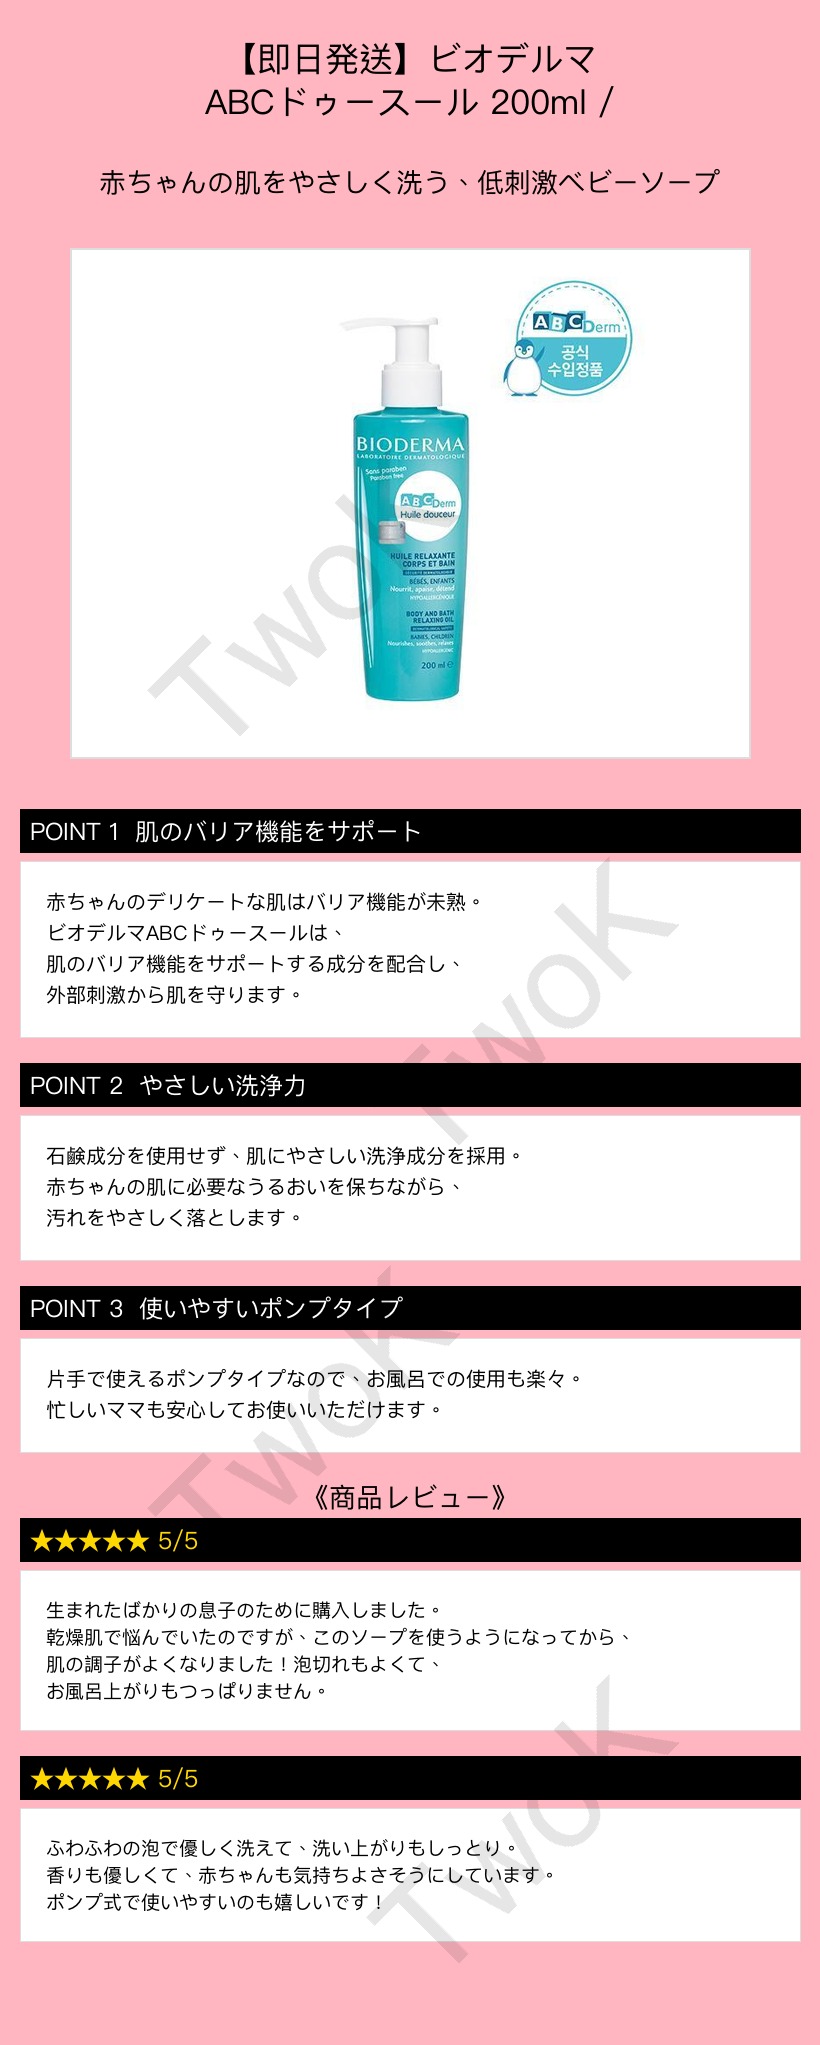 【即日発送】ビオデルマ
ABCドゥースール 200ml /
赤ちゃんの肌をやさしく洗う、低刺激ベビーソープ
ABCDerm
공식
수입정품
BIODERMA
LABORATOIRE DERMATOLOGIQUE
Sans paraben
Paraben free
ABCDerm
Huile douceur
HUILE RELAXANTE
CORPS ET BAIN
BÉBÉS, ENFANTS
Nourrit, apaise, détend
HYPOALLERGÉNIQUE
BODY AND BATH
RELAXING OIL
BABIES, CHILDREN
Nourishes, soothes, relaxes
HYPOALLERGENIC
200 ml ℮
TwoK
POINT 1 肌のバリア機能をサポート
赤ちゃんのデリケートな肌はバリア機能が未熟。
ビオデルマABCドゥースールは、
肌のバリア機能をサポートする成分を配合し、
外部刺激から肌を守ります。
TwoK
POINT 2 やさしい洗浄力
石鹸成分を使用せず、肌にやさしい洗浄成分を採用。
赤ちゃんの肌に必要なうるおいを保ちながら、
汚れをやさしく落とします。
POINT 3 使いやすいポンプタイプ
片手で使えるポンプタイプなので、お風呂での使用も楽々。
忙しいママも安心してお使いいただけます。
TwoK
《商品レビュー》
★★★★★ 5/5
生まれたばかりの息子のために購入しました。
乾燥肌で悩んでいたのですが、このソープを使うようになってから、
肌の調子がよくなりました！泡切れもよくて、
お風呂上がりもつっぱりません。
★★★★★ 5/5
ふわふわの泡で優しく洗えて、洗い上がりもしっとり。
香りも優しくて、赤ちゃんも気持ちよさそうにしています。
ポンプ式で使いやすいのも嬉しいです！
TwoK